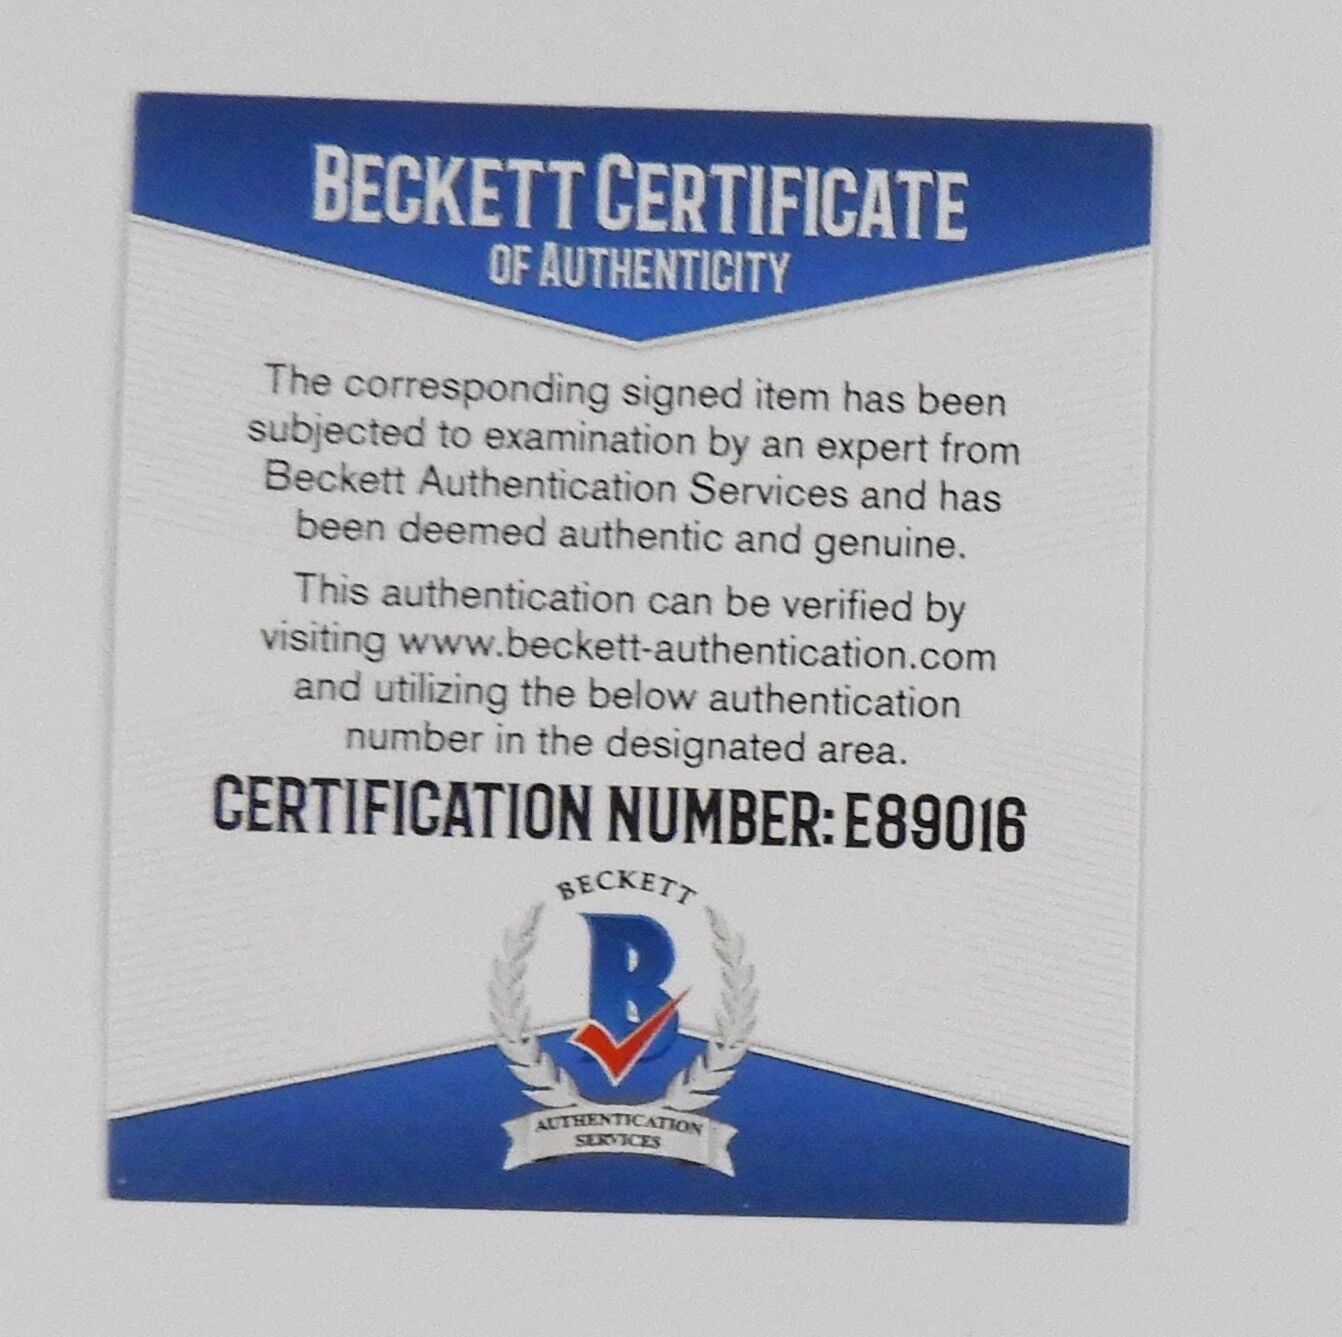 BECKETT CERTIFICATE
OF AUTHENTICITY
The corresponding signed item has been
subjected to examination by an expert from
Beckett Authentication Services and has
been deemed authentic and genuine.
This authentication can be verified by
visiting www.beckett-authentication.com
and utilizing the below authentication
number in the designated area.
CERTIFICATION NUMBER: E89016
BECKETT
B
AUTHENTICATION
SERVICES